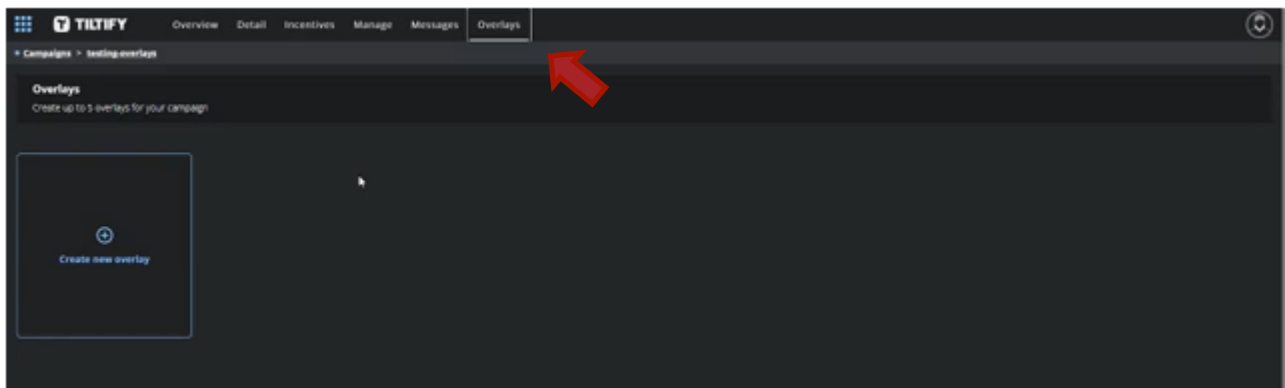 TILTIFY Overview Detail Incentives Manage Messages Overlays
Campaigns > testing-overlays
Overlays
Create up to 5 overlays for your campaign
Create new overlay